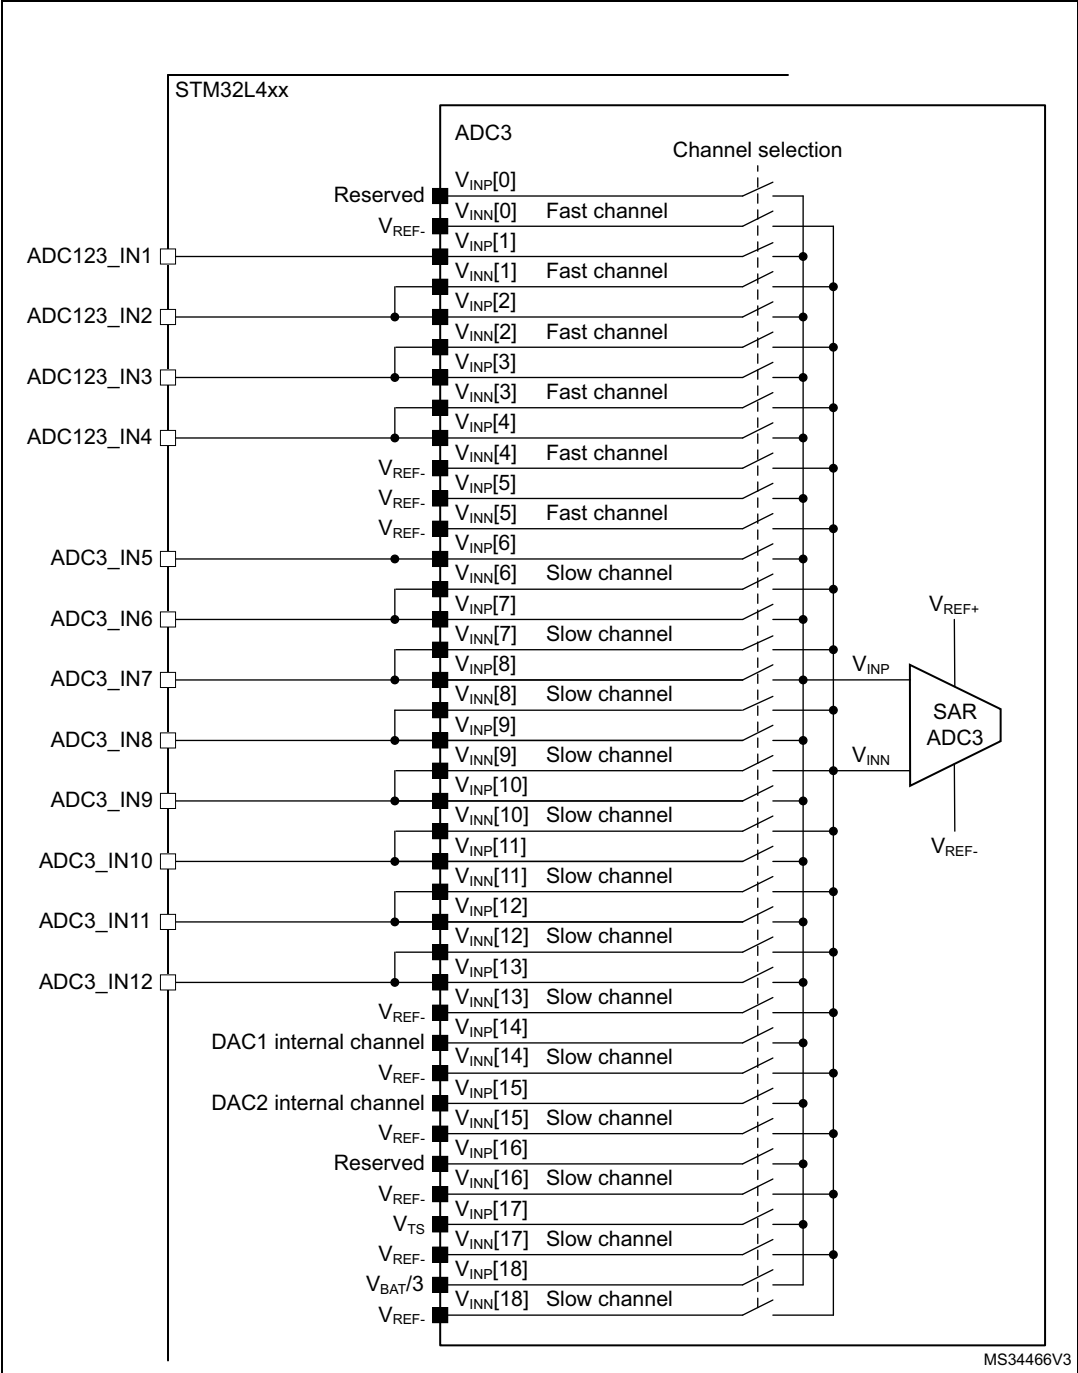 STM32L4xx
ADC3
Channel selection
Reserved VINP[0]
VREF- VINN[0] Fast channel
ADC123_IN1 VINP[1]
VINN[1] Fast channel
ADC123_IN2 VINP[2]
VINN[2] Fast channel
ADC123_IN3 VINP[3]
VINN[3] Fast channel
ADC123_IN4 VINP[4]
VREF- VINN[4] Fast channel
VREF- VINP[5]
VREF- VINN[5] Fast channel
ADC3_IN5 VINP[6]
VINN[6] Slow channel
ADC3_IN6 VINP[7]
VREF+
VINN[7] Slow channel
ADC3_IN7 VINP[8] VINP
VINN[8] Slow channel
SAR
ADC3
ADC3_IN8 VINP[9]
VINN[9] Slow channel VINN
ADC3_IN9 VINP[10]
VINN[10] Slow channel
VREF-
ADC3_IN10 VINP[11]
VINN[11] Slow channel
ADC3_IN11 VINP[12]
VINN[12] Slow channel
ADC3_IN12 VINP[13]
VREF- VINN[13] Slow channel
DAC1 internal channel VINP[14]
VREF- VINN[14] Slow channel
DAC2 internal channel VINP[15]
VREF- VINN[15] Slow channel
Reserved VINP[16]
VREF- VINN[16] Slow channel
VTS VINP[17]
VREF- VINN[17] Slow channel
VBAT/3 VINP[18]
VREF- VINN[18] Slow channel
MS34466V3